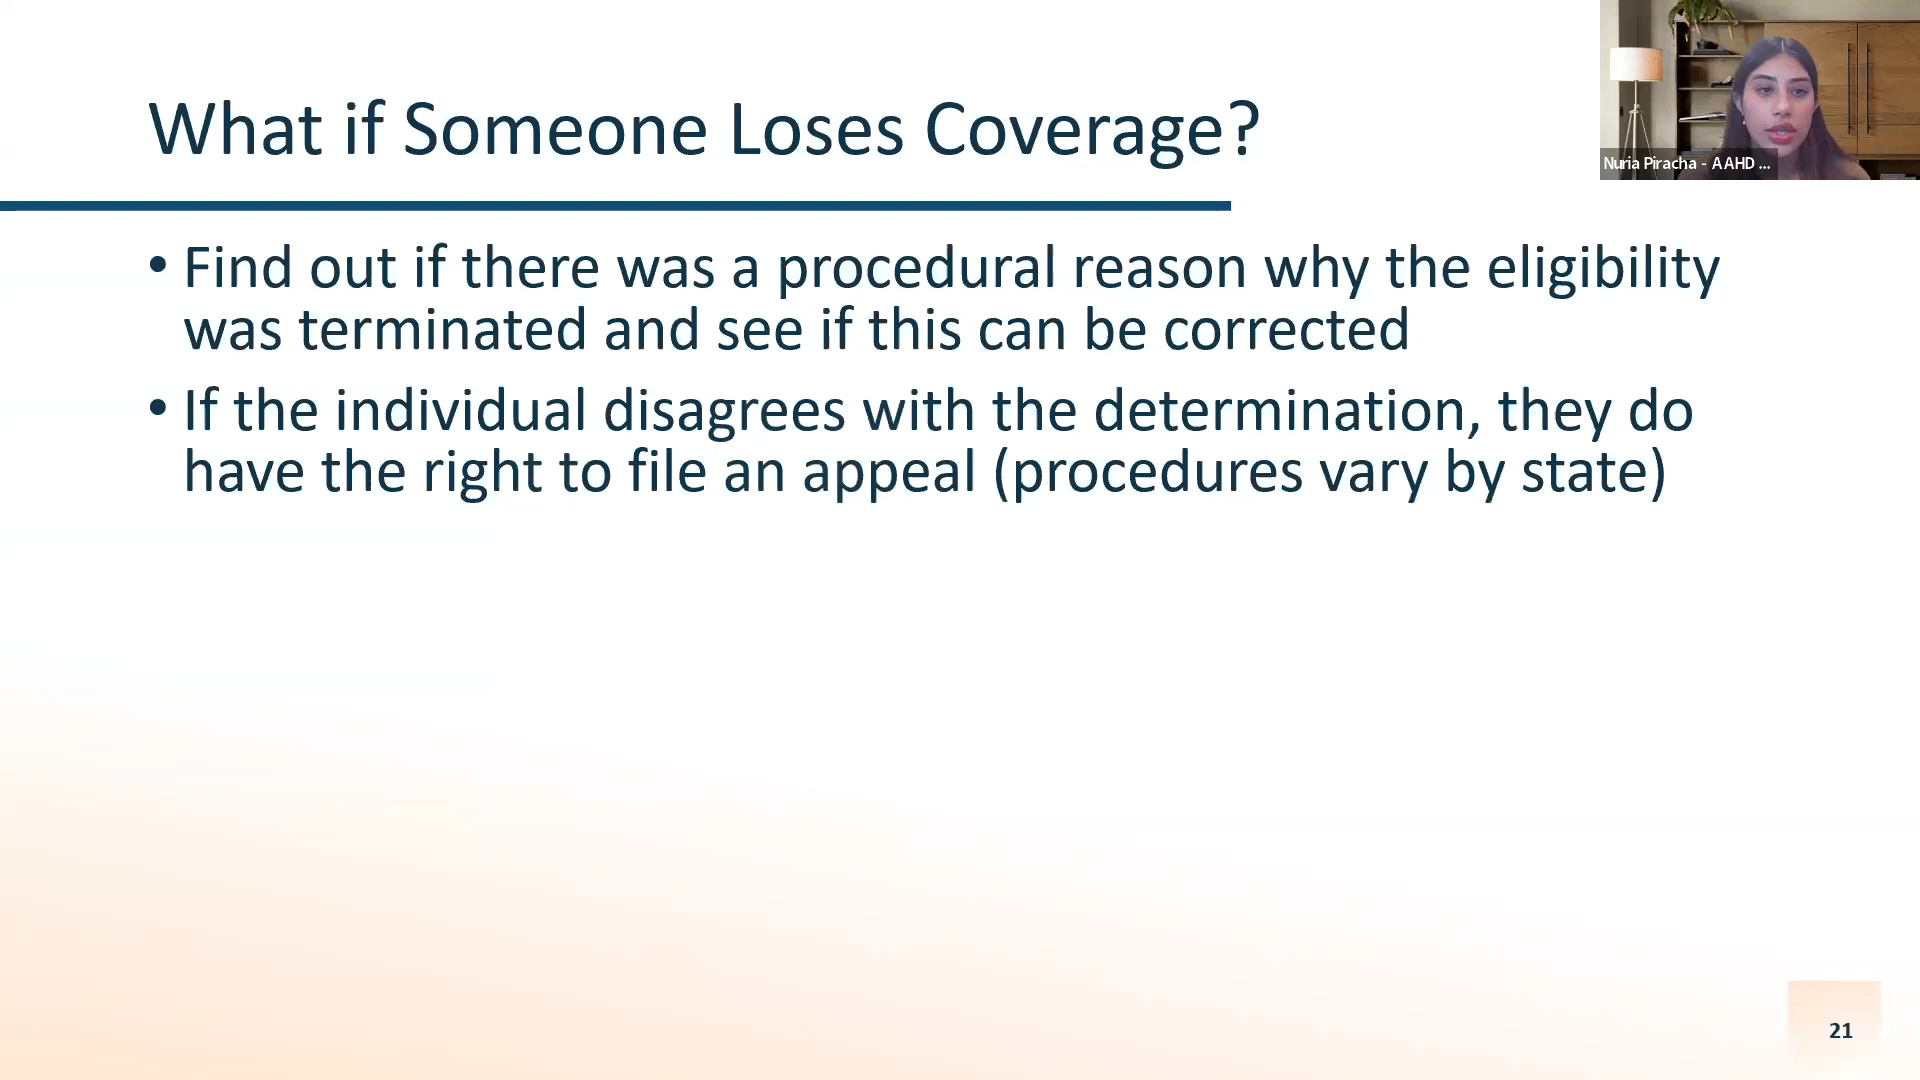 What if Someone Loses Coverage?
Nuria Piracha - AAHD ...
• Find out if there was a procedural reason why the eligibility
was terminated and see if this can be corrected
• If the individual disagrees with the determination, they do
have the right to file an appeal (procedures vary by state)
21